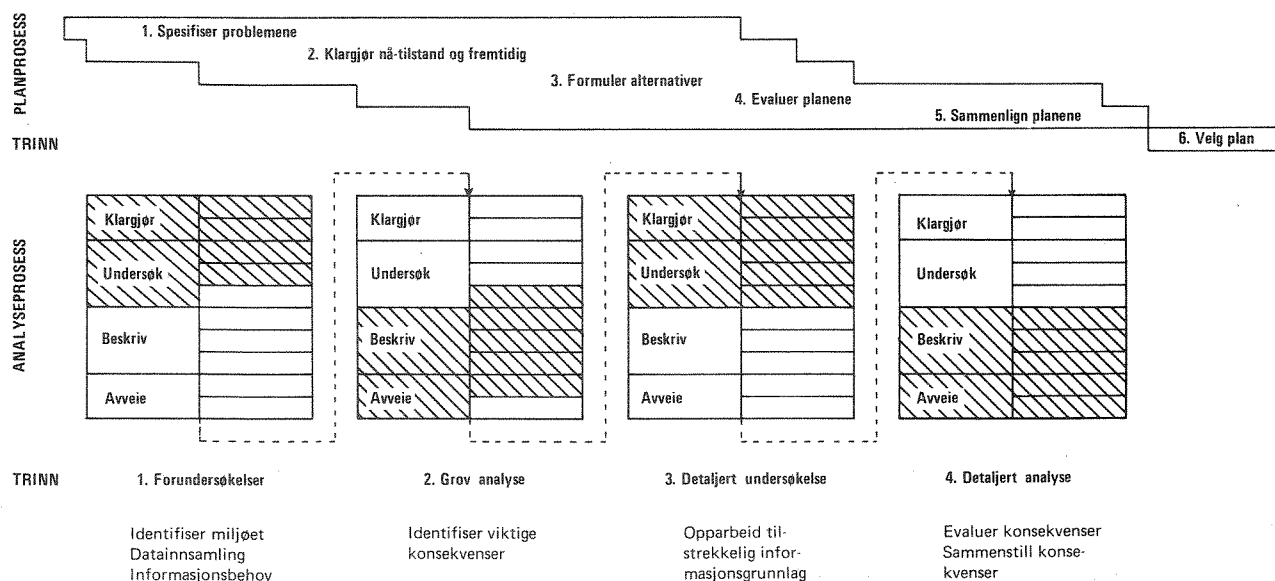 PLANPROSESS
1. Spesifiser problemene
2. Klargjør nå-tilstand og fremtidig
3. Formuler alternativer
4. Evaluer planene
5. Sammenlign planene
6. Velg plan
TRINN
ANALYSEPROSESS
Klargjør
Undersøk
Beskriv
Avveie
Klargjør
Undersøk
Beskriv
Avveie
Klargjør
Undersøk
Beskriv
Avveie
Klargjør
Undersøk
Beskriv
Avveie
TRINN
1. Forundersøkelser
Identifiser miljøet
Datainnsamling
Informasjonsbehov
2. Grov analyse
Identifiser viktige
konsekvenser
3. Detaljert undersøkelse
Opparbeid til-
strekkelig infor-
masjonsgrunnlag
4. Detaljert analyse
Evaluer konsekvenser
Sammenstill konse-
kvenser